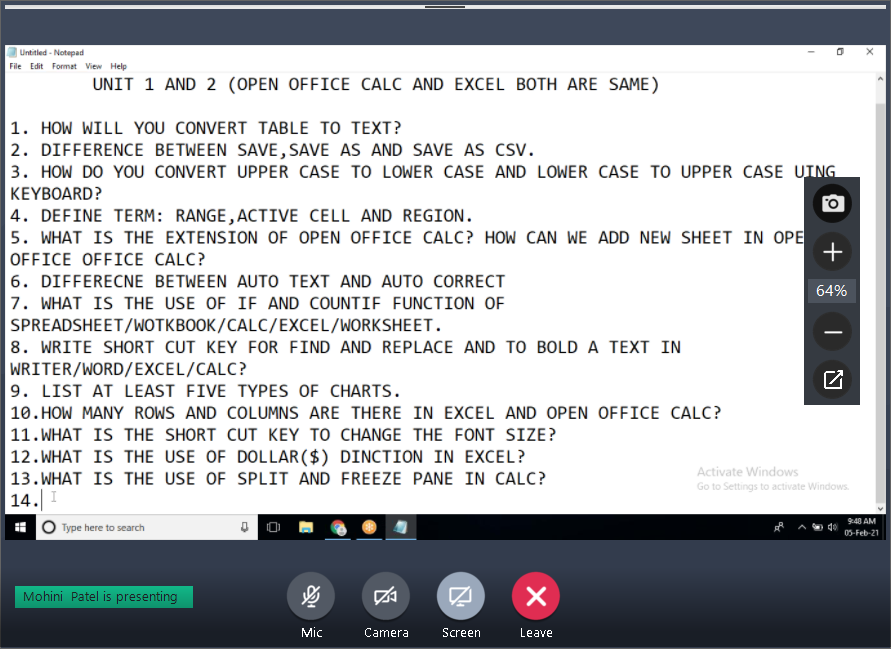 Untitled - Notepad
File Edit Format View Help
UNIT 1 AND 2 (OPEN OFFICE CALC AND EXCEL BOTH ARE SAME)
1. HOW WILL YOU CONVERT TABLE TO TEXT?
2. DIFFERENCE BETWEEN SAVE,SAVE AS AND SAVE AS CSV.
3. HOW DO YOU CONVERT UPPER CASE TO LOWER CASE AND LOWER CASE TO UPPER CASE UING
KEYBOARD?
4. DEFINE TERM: RANGE,ACTIVE CELL AND REGION.
5. WHAT IS THE EXTENSION OF OPEN OFFICE CALC? HOW CAN WE ADD NEW SHEET IN OPE
OFFICE OFFICE CALC?
64%
6. DIFFERECNE BETWEEN AUTO TEXT AND AUTO CORRECT
7. WHAT IS THE USE OF IF AND COUNTIF FUNCTION OF
SPREADSHEET/WOTKBOOK/CALC/EXCEL/WORKSHEET.
8. WRITE SHORT CUT KEY FOR FIND AND REPLACE AND TO BOLD A TEXT IN
WRITER/WORD/EXCEL/CALC?
9. LIST AT LEAST FIVE TYPES OF CHARTS.
10.HOW MANY ROWS AND COLUMNS ARE THERE IN EXCEL AND OPEN OFFICE CALC?
11.WHAT IS THE SHORT CUT KEY TO CHANGE THE FONT SIZE?
12.WHAT IS THE USE OF DOLLAR($) DINCTION IN EXCEL?
13.WHAT IS THE USE OF SPLIT AND FREEZE PANE IN CALC?
14.
Activate Windows
Go to Settings to activate Windows.
Type here to search
9:48 AM
05-Feb-21
Mohini Patel is presenting
Mic Camera Screen Leave